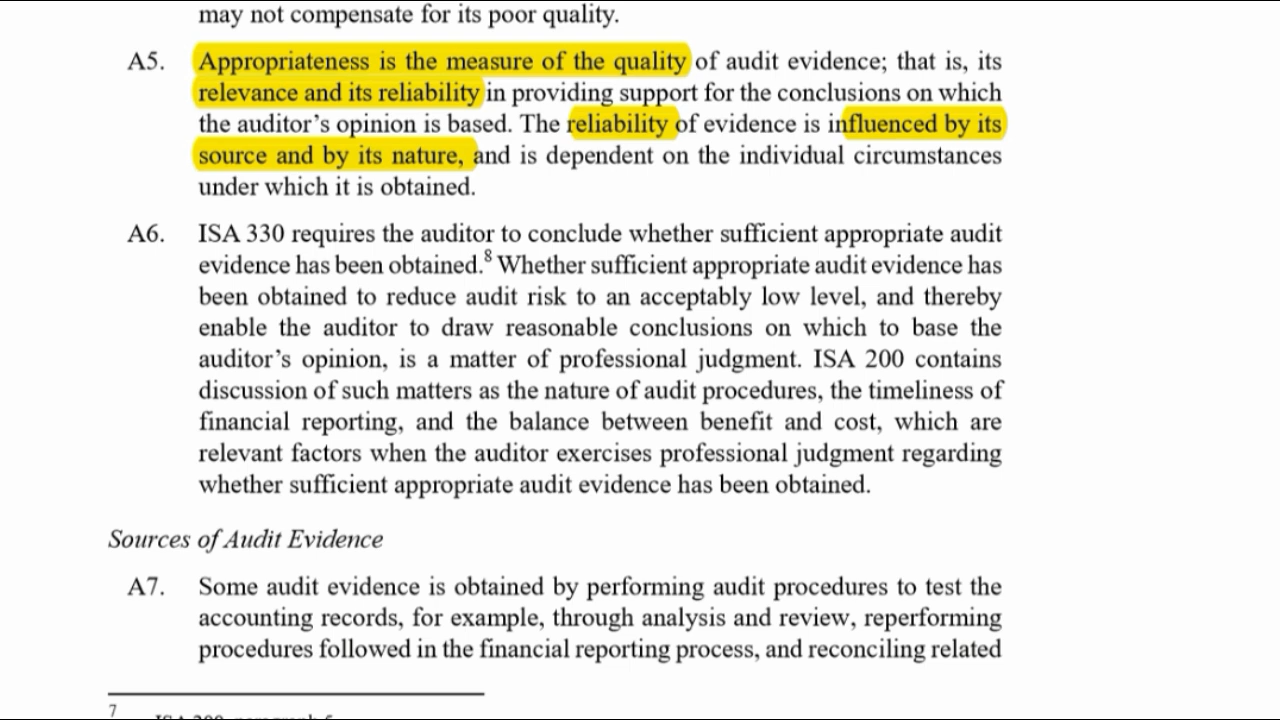 may not compensate for its poor quality.
A5. Appropriateness is the measure of the quality of audit evidence; that is, its
relevance and its reliability in providing support for the conclusions on which
the auditor’s opinion is based. The reliability of evidence is influenced by its
source and by its nature, and is dependent on the individual circumstances
under which it is obtained.
A6. ISA 330 requires the auditor to conclude whether sufficient appropriate audit
evidence has been obtained.8 Whether sufficient appropriate audit evidence has
been obtained to reduce audit risk to an acceptably low level, and thereby
enable the auditor to draw reasonable conclusions on which to base the
auditor’s opinion, is a matter of professional judgment. ISA 200 contains
discussion of such matters as the nature of audit procedures, the timeliness of
financial reporting, and the balance between benefit and cost, which are
relevant factors when the auditor exercises professional judgment regarding
whether sufficient appropriate audit evidence has been obtained.
Sources of Audit Evidence
A7. Some audit evidence is obtained by performing audit procedures to test the
accounting records, for example, through analysis and review, reperforming
procedures followed in the financial reporting process, and reconciling related
7